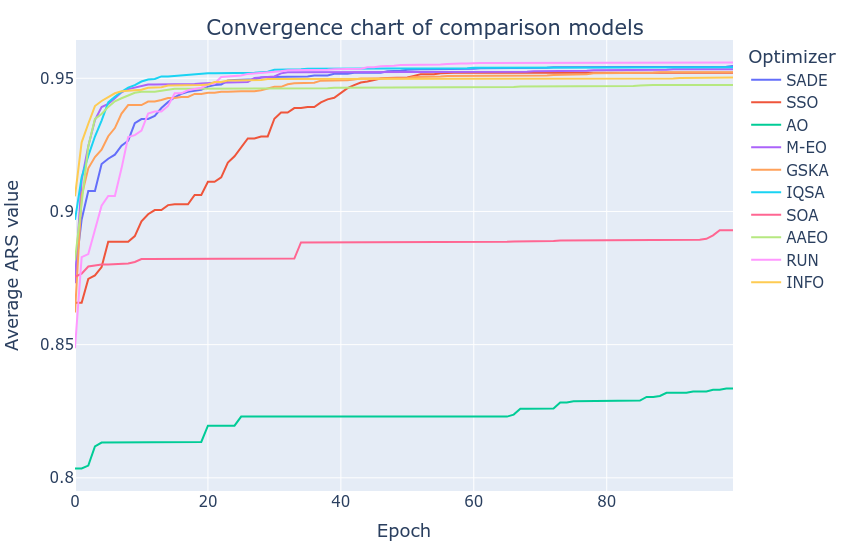 Convergence chart of comparison models
Optimizer
SADE
SSO
AO
M-EO
GSKA
IQSA
SOA
AAEO
RUN
INFO
Average ARS value
0.95
0.9
0.85
0.8
0
20
40
60
80
Epoch